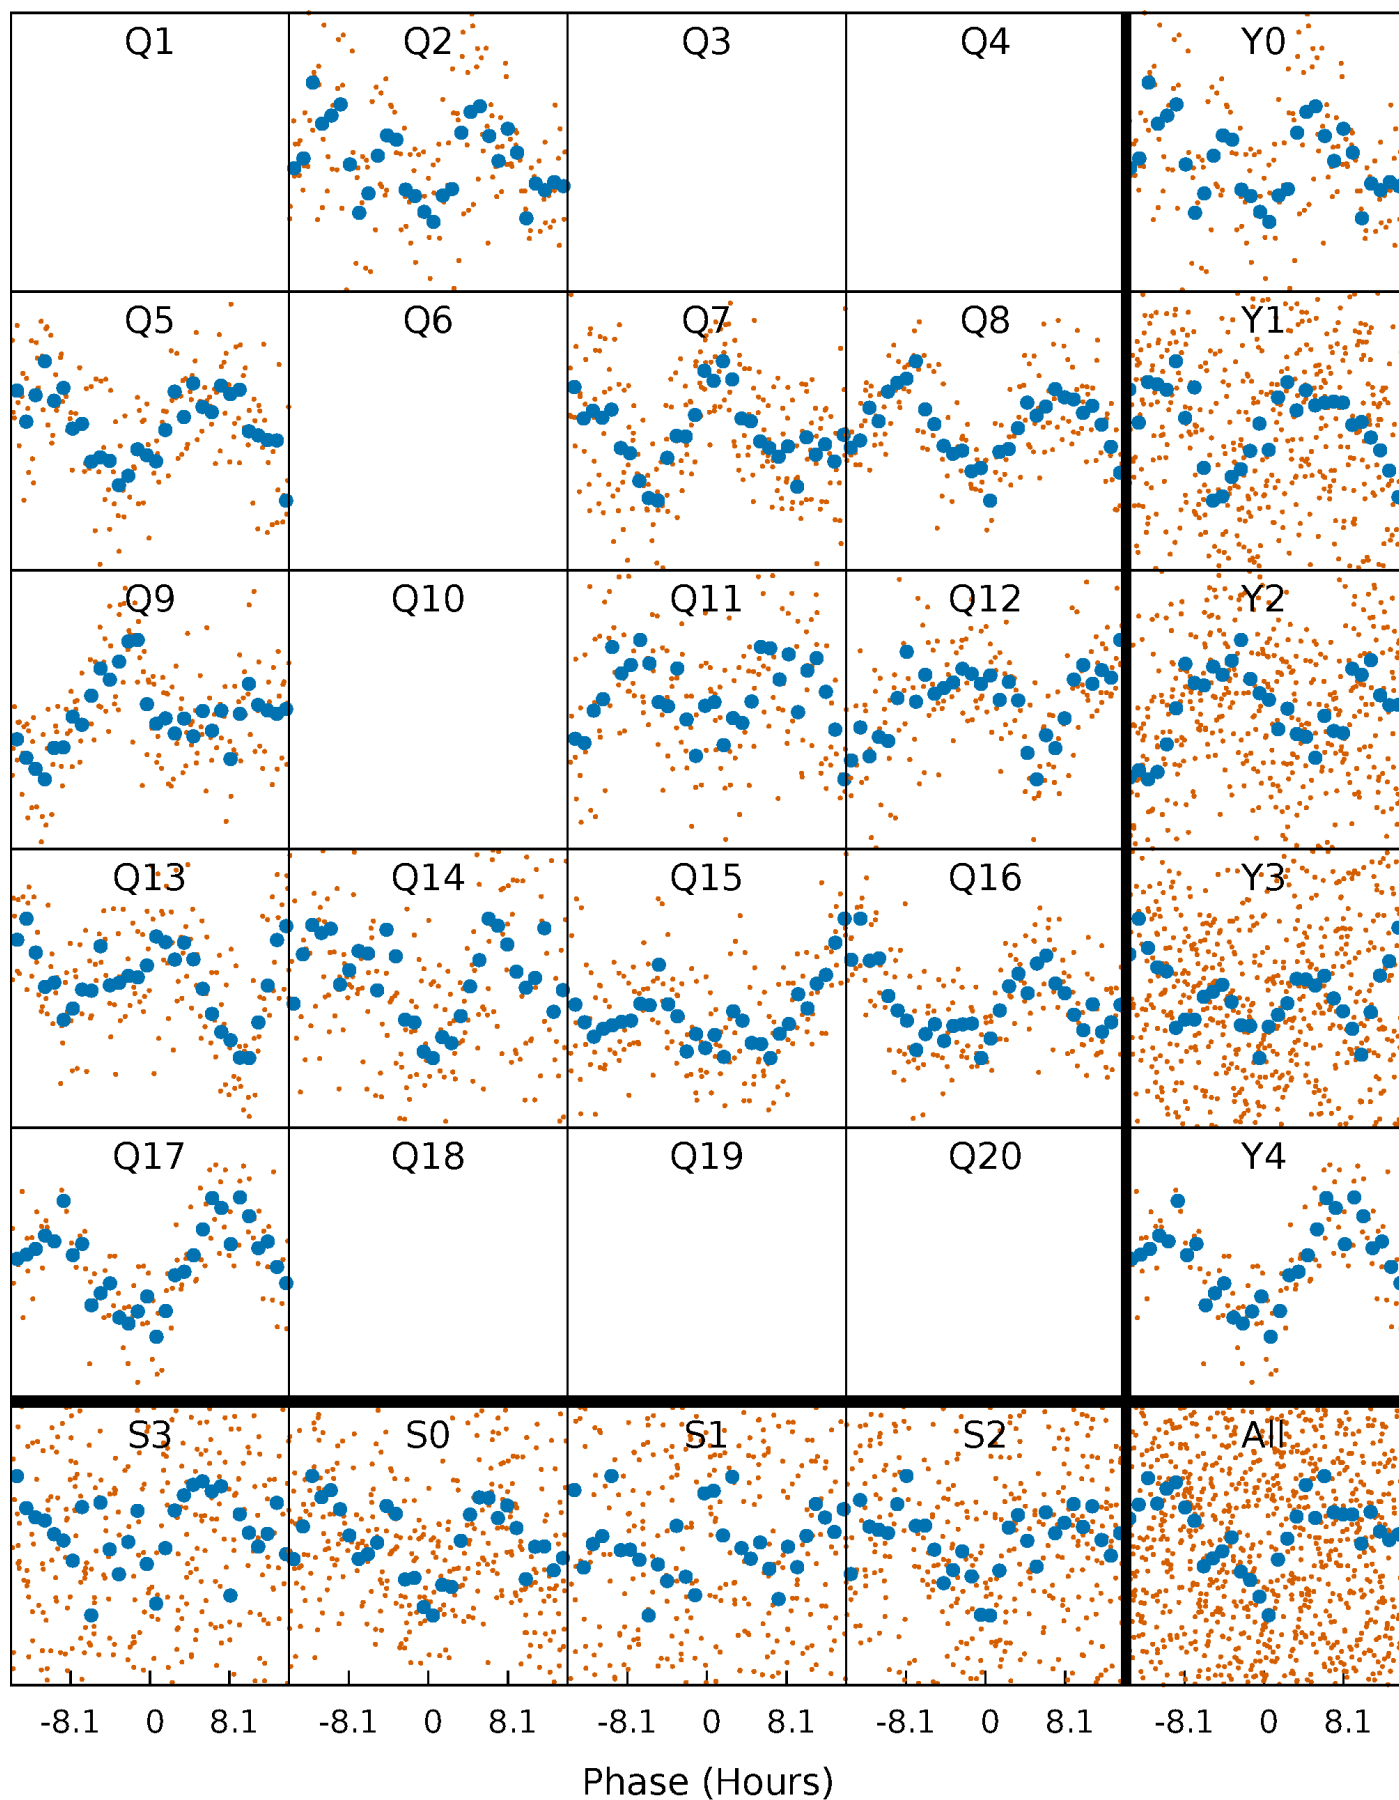 Q1 Q2 Q3 Q4 Y0
Q5 Q6 Q7 Q8 Y1
Q9 Q10 Q11 Q12 Y2
Q13 Q14 Q15 Q16 Y3
Q17 Q18 Q19 Q20 Y4
S3 S0 S1 S2 All
-8.1 0 8.1 -8.1 0 8.1 -8.1 0 8.1 -8.1 0 8.1 -8.1 0 8.1
Phase (Hours)